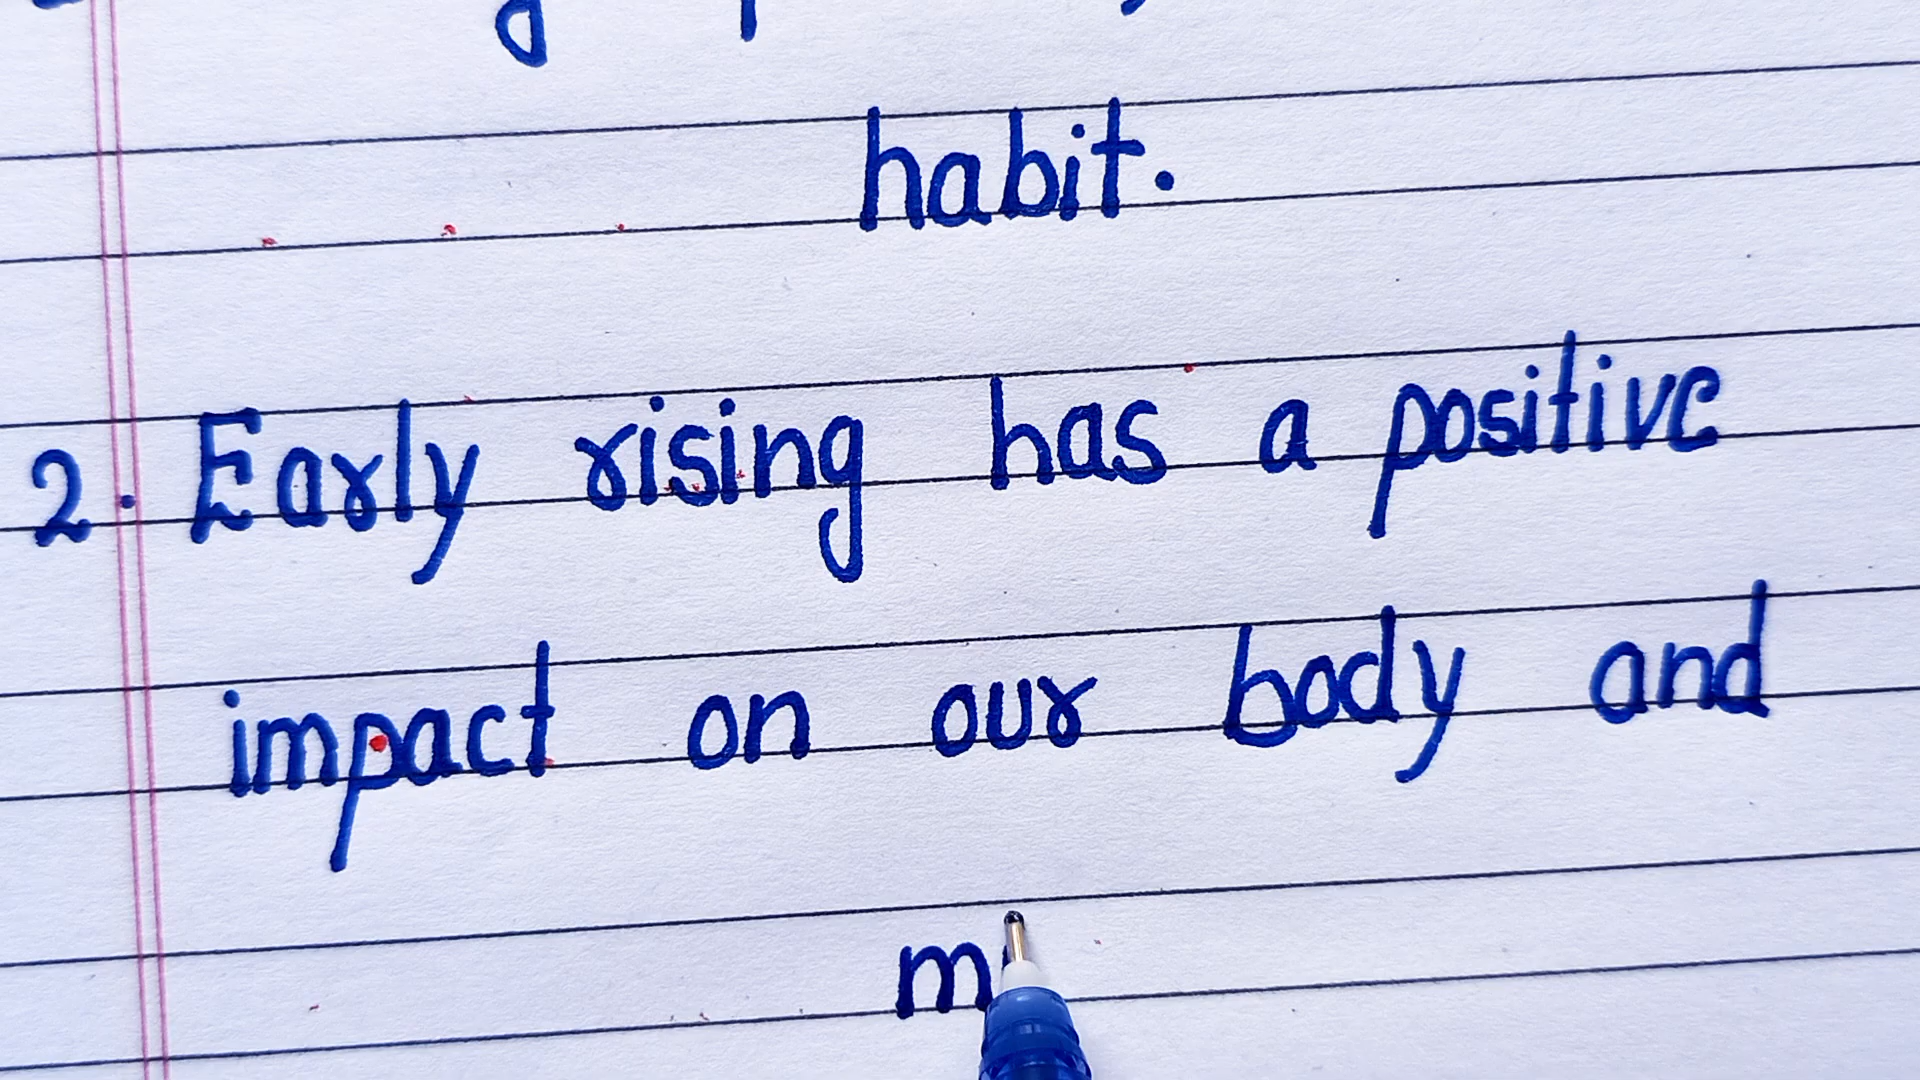 habit.
2. Early rising has a positive
impact on our body and
m